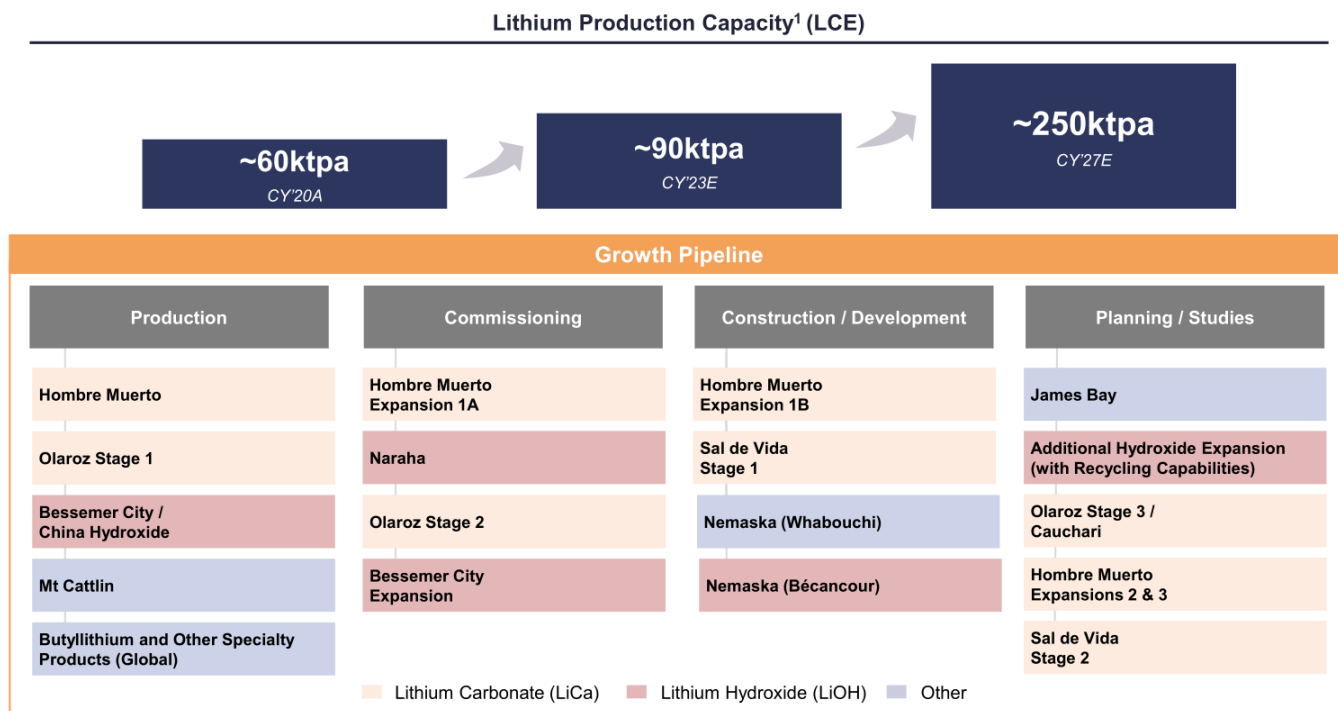 Lithium Production Capacity¹ (LCE)
~60ktpa
CY'20A
~90ktpa
CY'23E
~250ktpa
CY'27E
Growth Pipeline
Production
Hombre Muerto
Olaroz Stage 1
Bessemer City /
China Hydroxide
Mt Cattlin
Butyllithium and Other Specialty
Products (Global)
Commissioning
Hombre Muerto
Expansion 1A
Naraha
Olaroz Stage 2
Bessemer City
Expansion
Construction / Development
Hombre Muerto
Expansion 1B
Sal de Vida
Stage 1
Nemaska (Whabouchi)
Nemaska (Bécancour)
Planning / Studies
James Bay
Additional Hydroxide Expansion
(with Recycling Capabilities)
Olaroz Stage 3 /
Cauchari
Hombre Muerto
Expansions 2 & 3
Sal de Vida
Stage 2
Lithium Carbonate (LiCa)
Lithium Hydroxide (LiOH)
Other